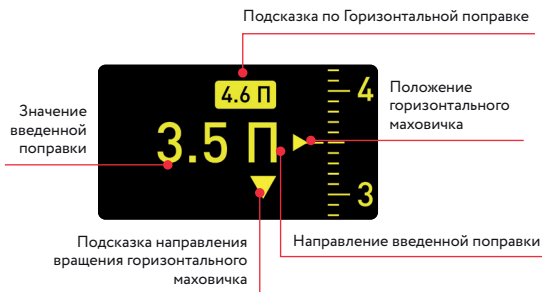 Подсказка по Горизонтальной поправке
4.6 П
3.5 П
4
3
Значение
введенной
поправки
Положение
горизонтального
маховичка
Подсказка направления
вращения горизонтального
маховичка
Направление введенной поправки